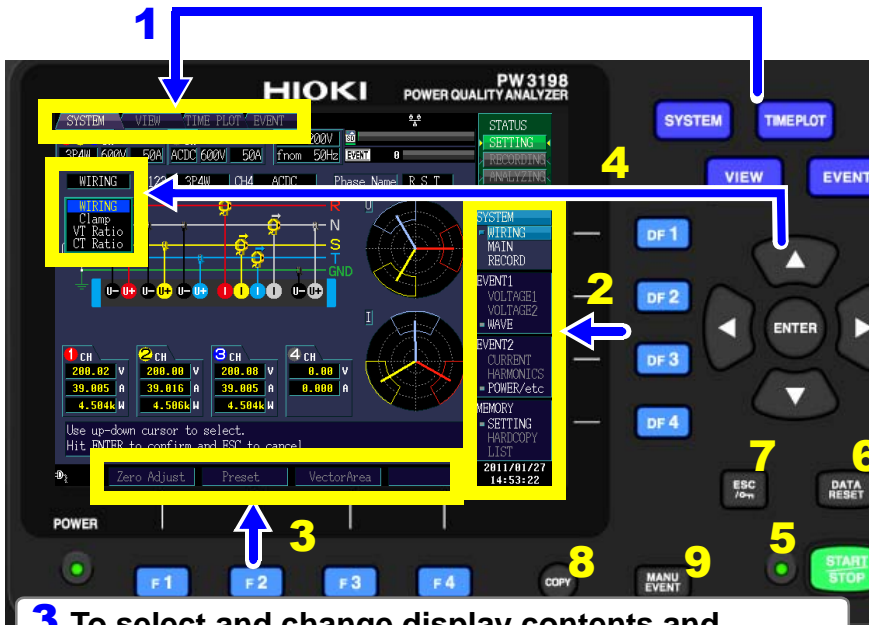 1
HIOKI
PW3198
POWER QUALITY ANALYZER
SYSTEM VIEW TIME PLOT EVENT
STATUS
SETTING
RECORDING
ANALYZING
3P4W 600V 50A ACDC 600V 50A fnom 50Hz EVENT 0
SYSTEM
TIMEPLOT
VIEW
EVENT
4
WIRING 3P4W CH4 ACDC Phase Name R S T
WIRING
Clamp
VT Ratio
CT Ratio
R
N
S
T
GND
U- U+ U- U+ U- U+ I I I I U- U+
U
I
SYSTEM
WIRING
MAIN
RECORD
EVENT1
VOLTAGE1
VOLTAGE2
WAVE
EVENT2
CURRENT
HARMONICS
POWER/etc
MEMORY
SETTING
HARDCOPY
LIST
2011/01/27
14:53:22
2
DF 1
DF 2
DF 3
DF 4
ENTER
1 CH 2 CH 3 CH 4 CH
200.02 V 200.00 V 200.08 V 0.00 V
39.005 A 39.016 A 39.005 A 0.000 A
4.504k W 4.506k W 4.504k W
Use up-down cursor to select.
Hit ENTER to confirm and ESC to cancel
Zero Adjust Preset VectorArea
7
6
ESC
DATA
RESET
POWER
3
8
9
5
F 1 F 2 F 3 F 4
COPY
MANU
EVENT
START
STOP
3 To select and change display contents and